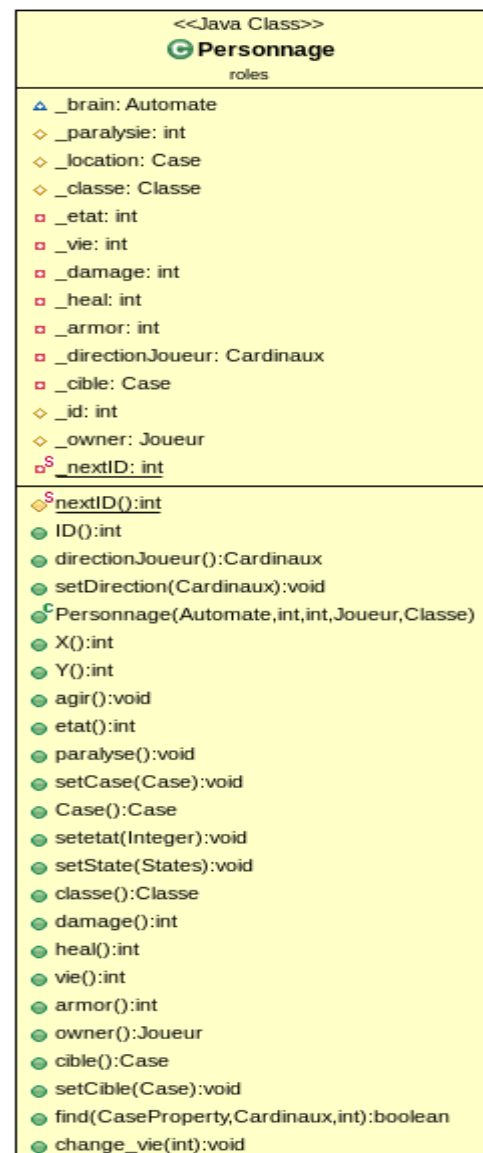 <<Java Class>>
Personnage
roles
_brain: Automate
_paralysie: int
_location: Case
_classe: Classe
_etat: int
_vie: int
_damage: int
_heal: int
_armor: int
_directionJoueur: Cardinaux
_cible: Case
_id: int
_owner: Joueur
S _nextID: int
S nextID():int
ID():int
directionJoueur():Cardinaux
setDirection(Cardinaux):void
C Personnage(Automate,int,int,Joueur,Classe)
X():int
Y():int
agir():void
etat():int
paralyse():void
setCase(Case):void
Case():Case
setetat(Integer):void
setState(States):void
classe():Classe
damage():int
heal():int
vie():int
armor():int
owner():Joueur
cible():Case
setCible(Case):void
find(CaseProperty,Cardinaux,int):boolean
change_vie(int):void